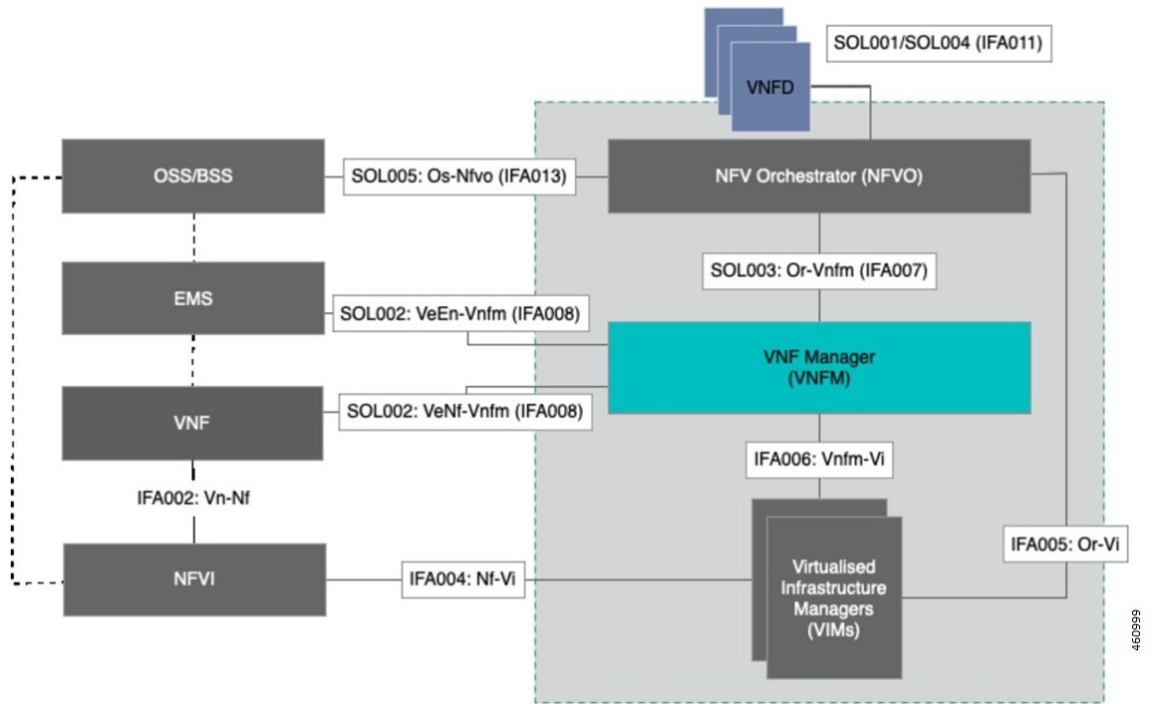 SOL001/SOL004 (IFA011)
VNFD
OSS/BSS
SOL005: Os-Nfvo (IFA013)
NFV Orchestrator (NFVO)
SOL003: Or-Vnfm (IFA007)
EMS
SOL002: VeEn-Vnfm (IFA008)
VNF Manager
(VNFM)
VNF
SOL002: VeNf-Vnfm (IFA008)
IFA006: Vnfm-Vi
IFA002: Vn-Nf
IFA005: Or-Vi
NFVI
IFA004: Nf-Vi
Virtualised
Infrastructure
Managers
(VIMs)
460999